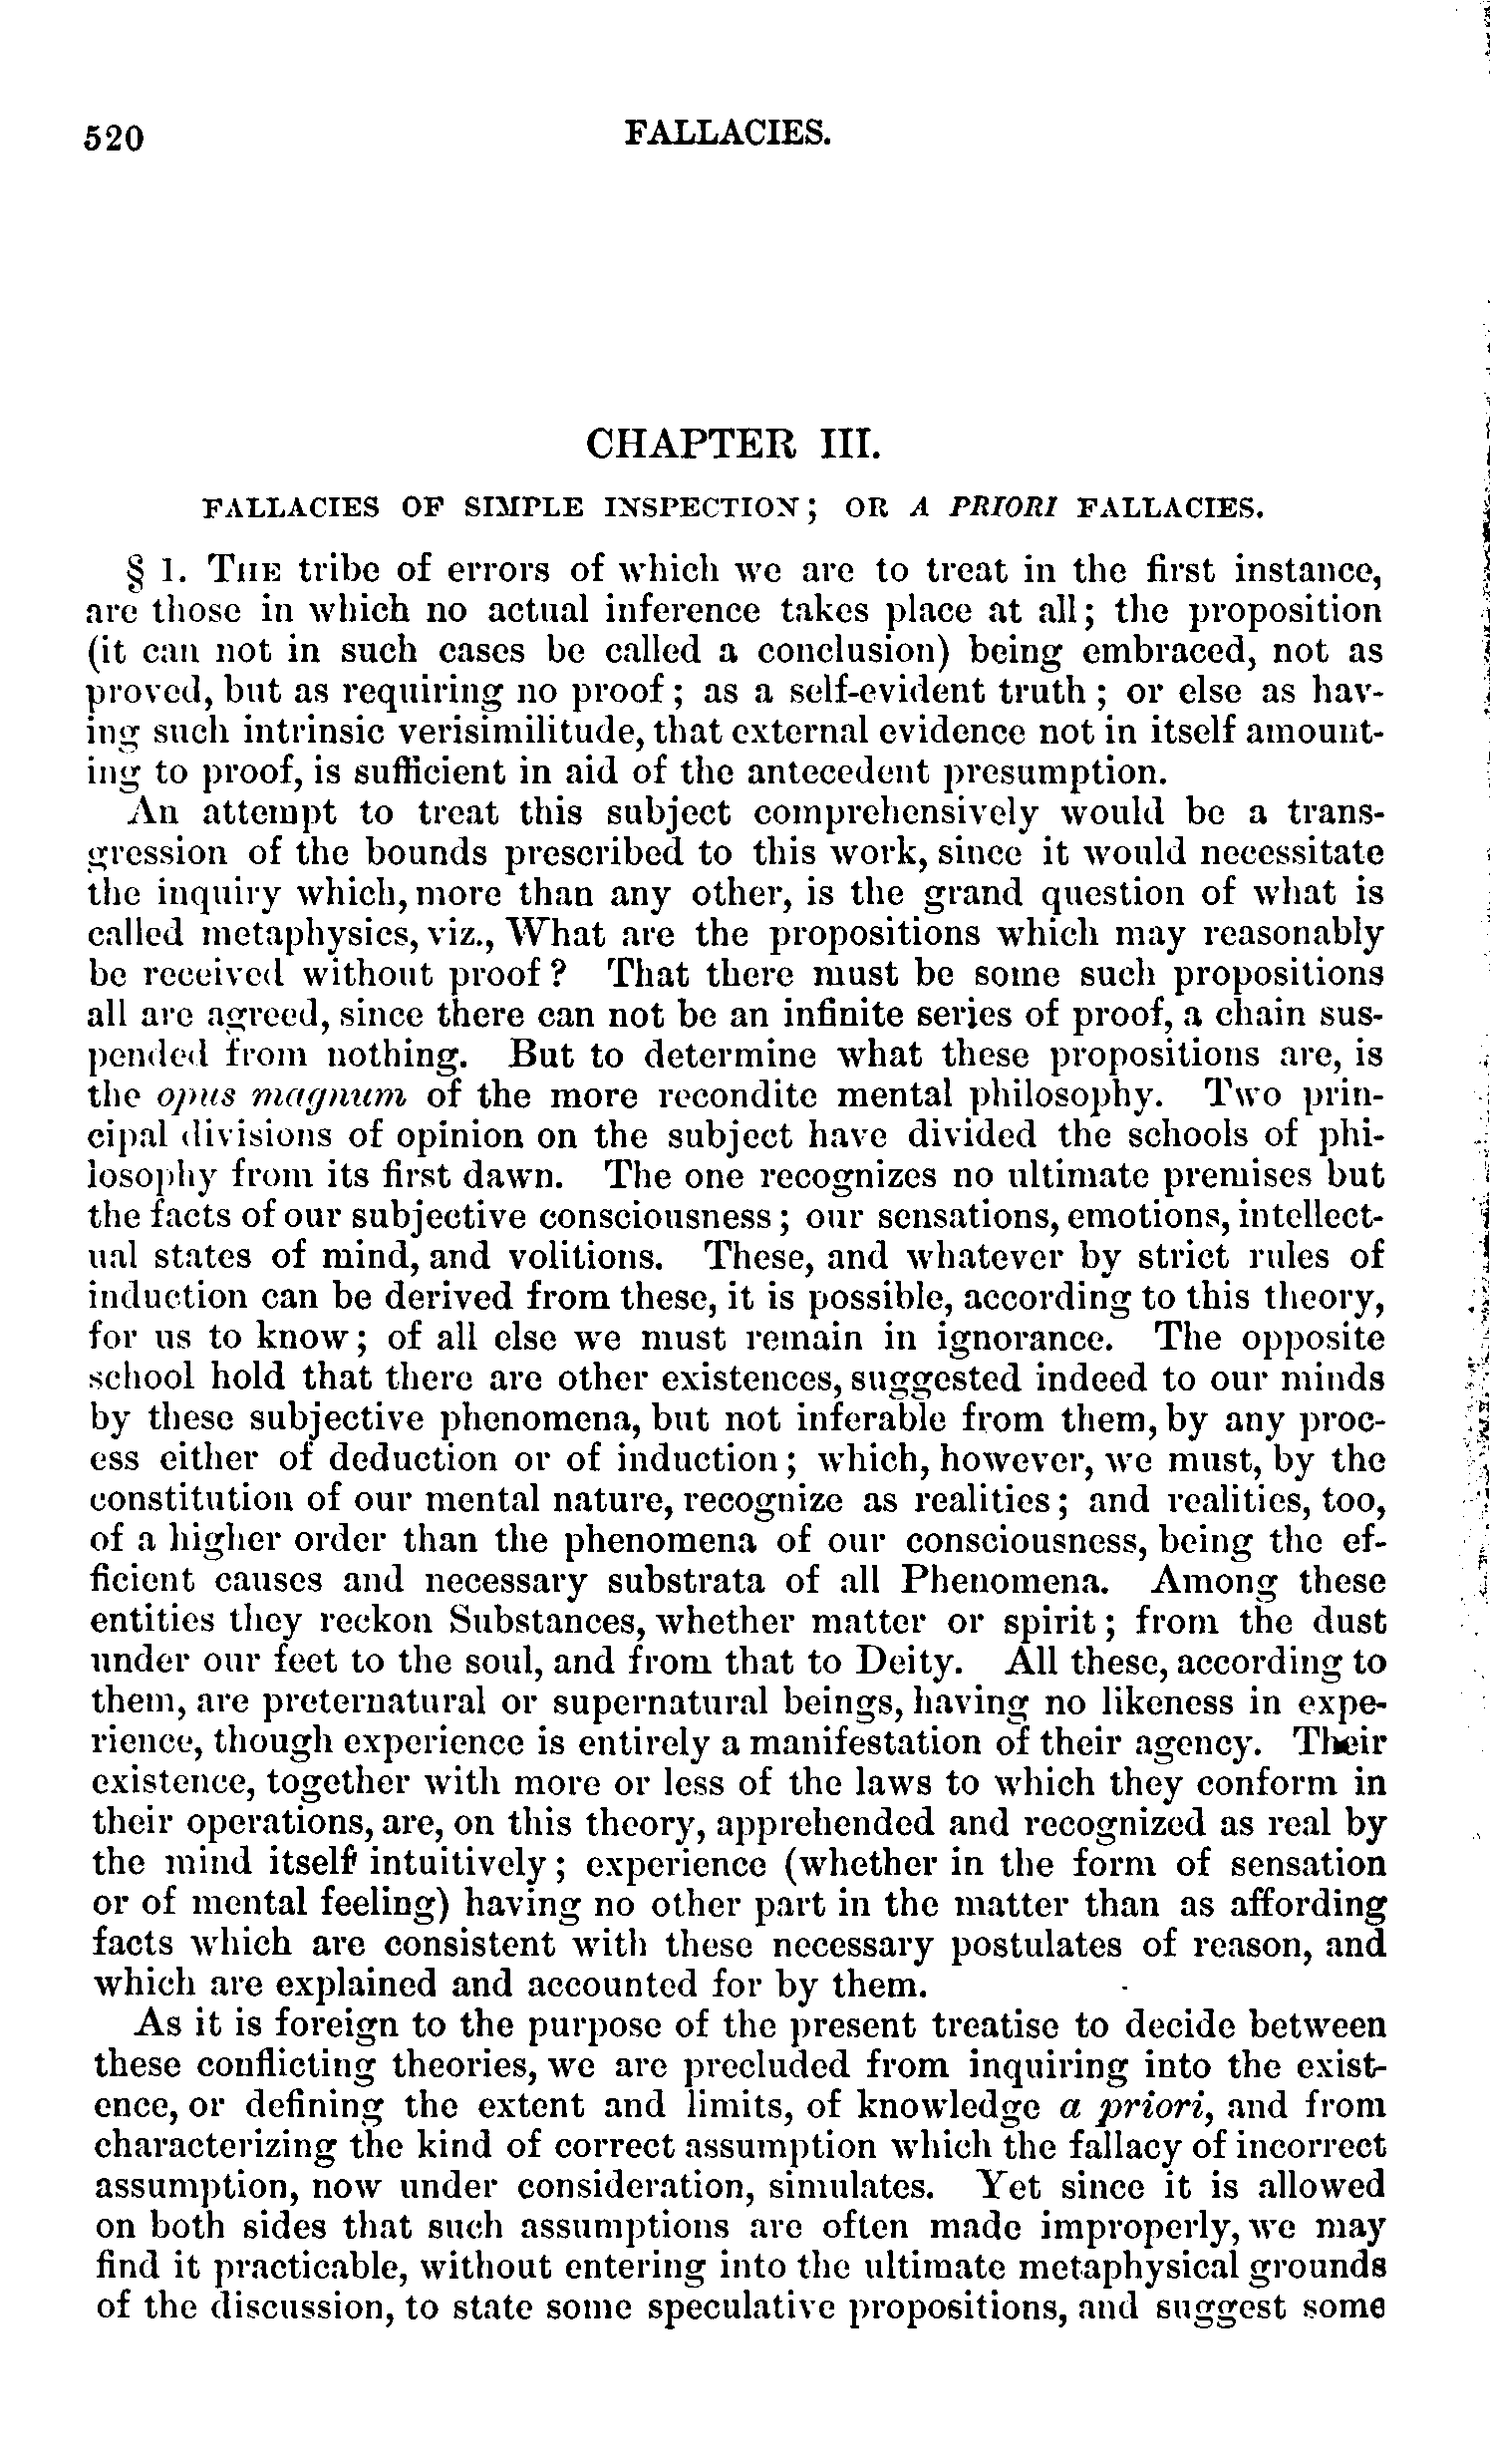 520
FALLACIES.
CHAPTER III.
FALLACIES OF SIMPLE INSPECTION; OR A PRIORI FALLACIES.
§ 1. THE tribe of errors of which we are to treat in the first instance,
are those in which no actual inference takes place at all; the proposition
(it can not in such cases be called a conclusion) being embraced, not as
proved, but as requiring no proof; as a self-evident truth; or else as hav-
ing such intrinsic verisimilitude, that external evidence not in itself amount-
ing to proof, is sufficient in aid of the antecedent presumption.
An attempt to treat this subject comprehensively would be a trans-
gression of the bounds prescribed to this work, since it would necessitate
the inquiry which, more than any other, is the grand question of what is
called metaphysics, viz., What are the propositions which may reasonably
be received without proof? That there must be some such propositions
all are agreed, since there can not be an infinite series of proof, a chain sus-
pended from nothing. But to determine what these propositions are, is
the opus magnum of the more recondite mental philosophy. Two prin-
cipal divisions of opinion on the subject have divided the schools of phi-
losophy from its first dawn. The one recognizes no ultimate premises but
the facts of our subjective consciousness; our sensations, emotions, intellect-
ual states of mind, and volitions. These, and whatever by strict rules of
induction can be derived from these, it is possible, according to this theory,
for us to know; of all else we must remain in ignorance. The opposite
school hold that there are other existences, suggested indeed to our minds
by these subjective phenomena, but not inferable from them, by any proc-
ess either of deduction or of induction; which, however, we must, by the
constitution of our mental nature, recognize as realities; and realities, too,
of a higher order than the phenomena of our consciousness, being the ef-
ficient causes and necessary substrata of all Phenomena. Among these
entities they reckon Substances, whether matter or spirit; from the dust
under our feet to the soul, and from that to Deity. All these, according to
them, are preternatural or supernatural beings, having no likeness in expe-
rience, though experience is entirely a manifestation of their agency. Their
existence, together with more or less of the laws to which they conform in
their operations, are, on this theory, apprehended and recognized as real by
the mind itself intuitively; experience (whether in the form of sensation
or of mental feeling) having no other part in the matter than as affording
facts which are consistent with these necessary postulates of reason, and
which are explained and accounted for by them.
As it is foreign to the purpose of the present treatise to decide between
these conflicting theories, we are precluded from inquiring into the exist-
ence, or defining the extent and limits, of knowledge a priori, and from
characterizing the kind of correct assumption which the fallacy of incorrect
assumption, now under consideration, simulates. Yet since it is allowed
on both sides that such assumptions are often made improperly, we may
find it practicable, without entering into the ultimate metaphysical grounds
of the discussion, to state some speculative propositions, and suggest some